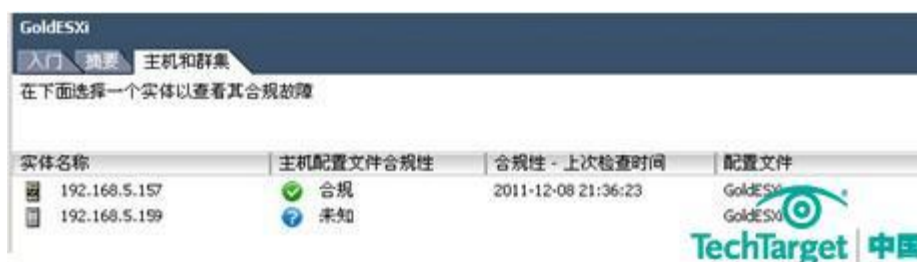 GoldESXi
入门 摘要 主机和群集
在下面选择一个实体以查看其合规故障
实体名称 主机配置文件合规性 合规性 - 上次检查时间 配置文件
192.168.5.157 合规 2011-12-08 21:36:23 GoldESXi
192.168.5.159 未知 GoldESXi
TechTarget 中国